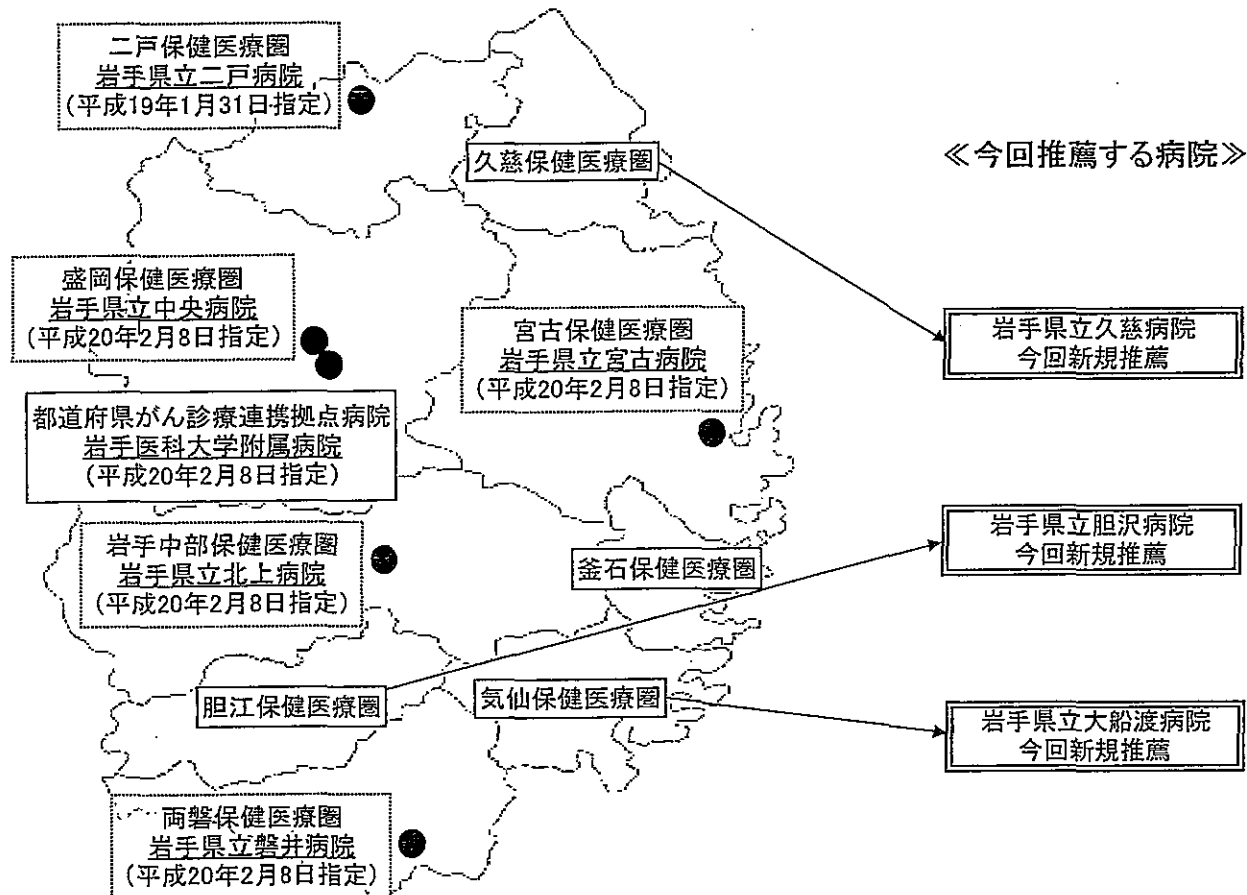 二戸保健医療圏
岩手県立二戸病院
(平成19年1月31日指定)
久慈保健医療圏
≪今回推薦する病院≫
盛岡保健医療圏
岩手県立中央病院
(平成20年2月8日指定)
宮古保健医療圏
岩手県立宮古病院
(平成20年2月8日指定)
岩手県立久慈病院
今回新規推薦
都道府県がん診療連携拠点病院
岩手医科大学附属病院
(平成20年2月8日指定)
岩手中部保健医療圏
岩手県立北上病院
(平成20年2月8日指定)
釜石保健医療圏
岩手県立胆沢病院
今回新規推薦
胆江保健医療圏
気仙保健医療圏
岩手県立大船渡病院
今回新規推薦
両磐保健医療圏
岩手県立磐井病院
(平成20年2月8日指定)